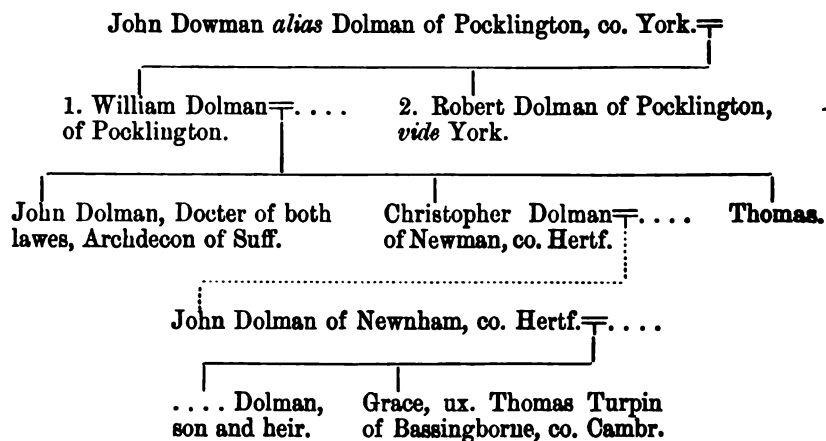 John Dowman alias Dolman of Pocklington, co. York.
1. William Dolman . . . .
of Pocklington.
2. Robert Dolman of Pocklington,
vide York.
John Dolman, Docter of both
lawes, Archdecon of Suff.
Christopher Dolman . . . .
of Newman, co. Hertf.
Thomas.
John Dolman of Newnham, co. Hertf. . . . .
. . . . Dolman,
son and heir.
Grace, ux. Thomas Turpin
of Bassingborne, co. Cambr.